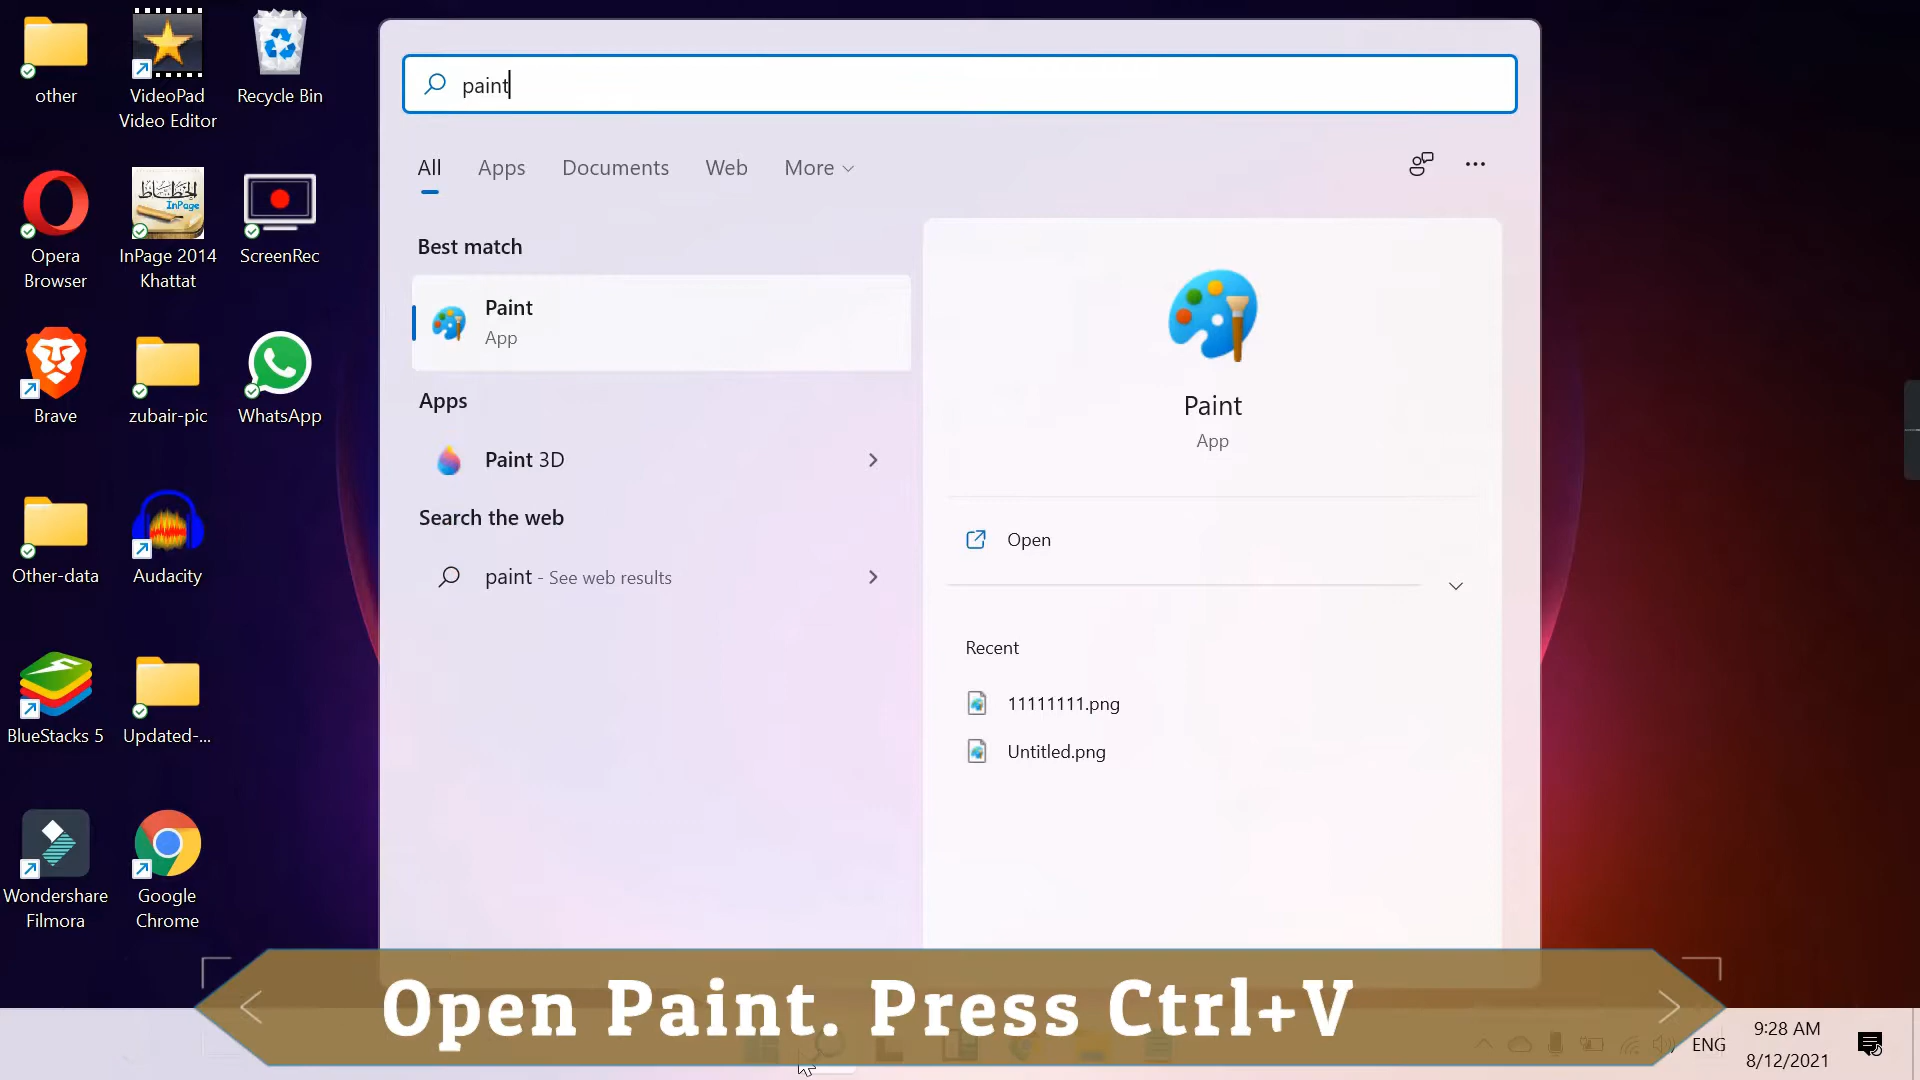 other
VideoPad
Video Editor
Recycle Bin
Opera
Browser
الخطاط
InPage
InPage 2014
Khattat
ScreenRec
Brave
zubair-pic
WhatsApp
Other-data
Audacity
BlueStacks 5
Updated-...
Wondershare
Filmora
Google
Chrome
paint
All
Apps
Documents
Web
More
Best match
Paint
App
Apps
Paint 3D
Search the web
paint - See web results
Paint
App
Open
Recent
11111111.png
Untitled.png
Open Paint. Press Ctrl+V
ENG
9:28 AM
8/12/2021